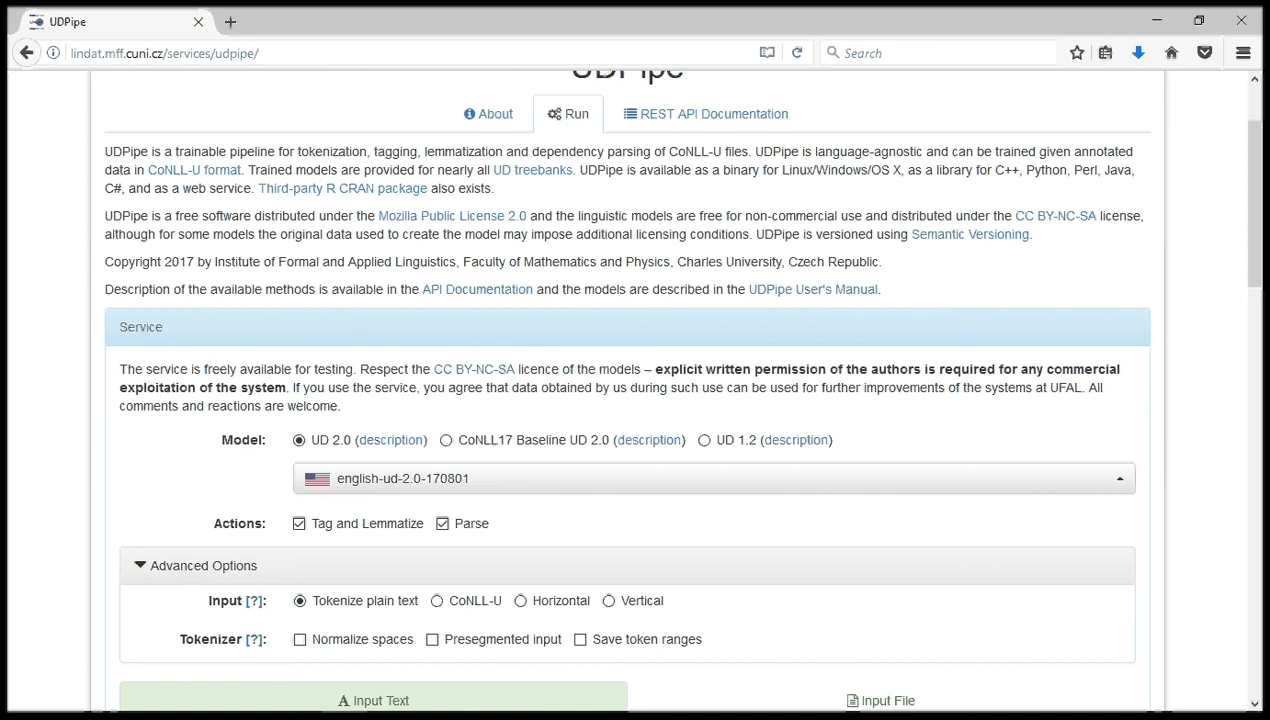 UDPipe
lindat.mff.cuni.cz/services/udpipe/
Search
UDPipe
About
Run
REST API Documentation
UDPipe is a trainable pipeline for tokenization, tagging, lemmatization and dependency parsing of CoNLL-U files. UDPipe is language-agnostic and can be trained given annotated
data in CoNLL-U format. Trained models are provided for nearly all UD treebanks. UDPipe is available as a binary for Linux/Windows/OS X, as a library for C++, Python, Perl, Java,
C#, and as a web service. Third-party R CRAN package also exists.
UDPipe is a free software distributed under the Mozilla Public License 2.0 and the linguistic models are free for non-commercial use and distributed under the CC BY-NC-SA license,
although for some models the original data used to create the model may impose additional licensing conditions. UDPipe is versioned using Semantic Versioning.
Copyright 2017 by Institute of Formal and Applied Linguistics, Faculty of Mathematics and Physics, Charles University, Czech Republic.
Description of the available methods is available in the API Documentation and the models are described in the UDPipe User's Manual.
Service
The service is freely available for testing. Respect the CC BY-NC-SA licence of the models – explicit written permission of the authors is required for any commercial
exploitation of the system. If you use the service, you agree that data obtained by us during such use can be used for further improvements of the systems at UFAL. All
comments and reactions are welcome.
Model: UD 2.0 (description) CoNLL17 Baseline UD 2.0 (description) UD 1.2 (description)
english-ud-2.0-170801
Actions: Tag and Lemmatize Parse
Advanced Options
Input [?]: Tokenize plain text CoNLL-U Horizontal Vertical
Tokenizer [?]: Normalize spaces Presegmented input Save token ranges
Input Text
Input File